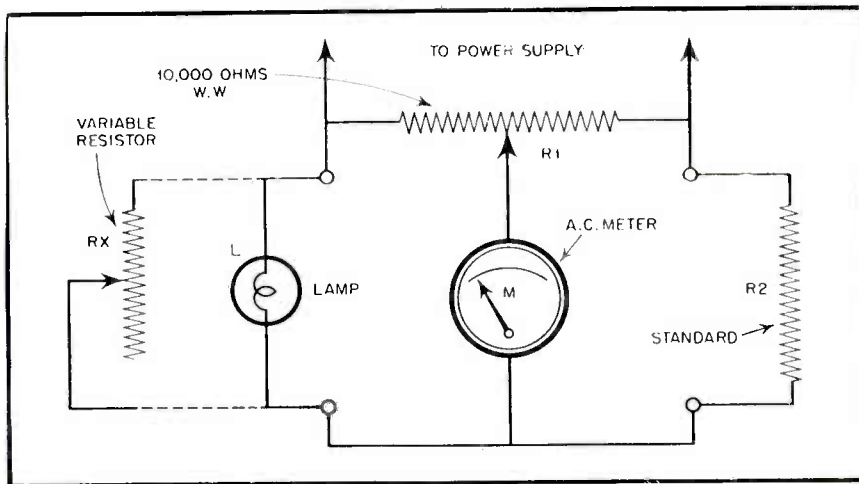 TO POWER SUPPLY
10,000 OHMS
W.W
VARIABLE
RESISTOR
R1
A.C. METER
RX
L
LAMP
M
R2
STANDARD